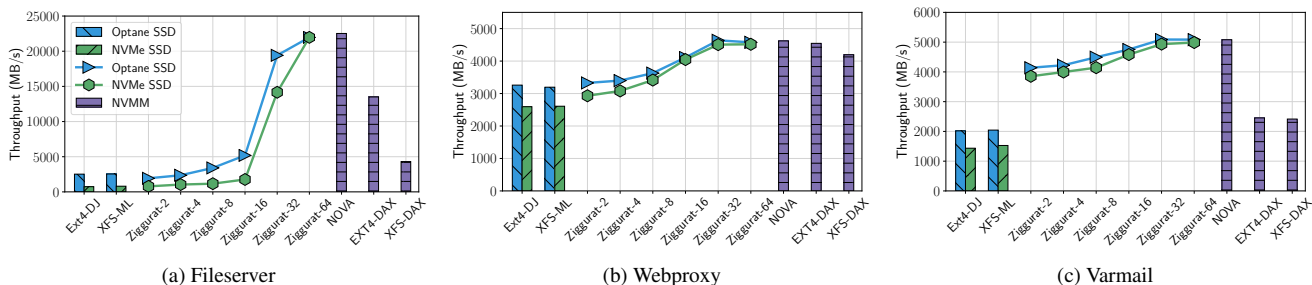 25000
20000
15000
10000
5000
0
Throughput (MB/s)
Optane SSD
NVMe SSD
Optane SSD
NVMe SSD
NVMM
Ext4-DJ
XFS-ML
Ziggurat-2
Ziggurat-4
Ziggurat-8
Ziggurat-16
Ziggurat-32
Ziggurat-64
NOVA
EXT4-DAX
XFS-DAX
(a) Fileserver
5000
4000
3000
2000
1000
0
Throughput (MB/s)
Ext4-DJ
XFS-ML
Ziggurat-2
Ziggurat-4
Ziggurat-8
Ziggurat-16
Ziggurat-32
Ziggurat-64
NOVA
EXT4-DAX
XFS-DAX
(b) Webproxy
6000
5000
4000
3000
2000
1000
0
Throughput (MB/s)
Ext4-DJ
XFS-ML
Ziggurat-2
Ziggurat-4
Ziggurat-8
Ziggurat-16
Ziggurat-32
Ziggurat-64
NOVA
EXT4-DAX
XFS-DAX
(c) Varmail